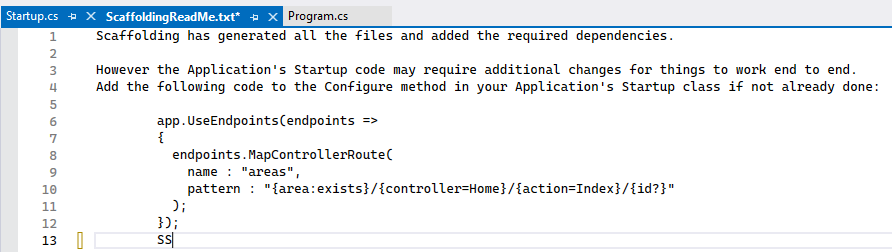 Startup.cs ScaffoldingReadMe.txt* Program.cs
1 Scaffolding has generated all the files and added the required dependencies.
2
3 However the Application's Startup code may require additional changes for things to work end to end.
4 Add the following code to the Configure method in your Application's Startup class if not already done:
5
6 app.UseEndpoints(endpoints =>
7 {
8 endpoints.MapControllerRoute(
9 name : "areas",
10 pattern : "{area:exists}/{controller=Home}/{action=Index}/{id?}"
11 );
12 });
13 SS